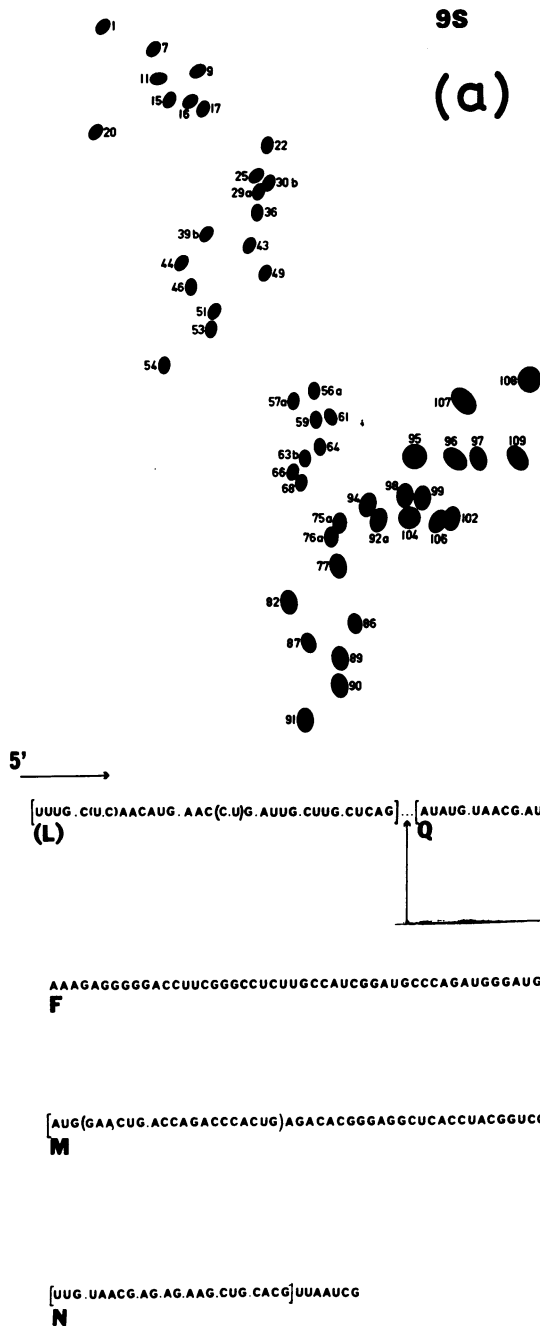 9S
(a)
1
7
9
11
15
16
17
20
22
25
30b
29a
36
39b
43
44
49
46
51
53
54
108
107
56a
57a
59
61
95
96
97
109
64
63b
66
68
98
99
94
75a
92a
104
106
102
76a
77
82
86
87
89
90
91
5'
[UUUG.C(U.C)AACAUG.AAC(C.U)G.AUUG.CUUG.CUCAG]...[AUAUG.UAACG.AU
(L) Q
AAAGAGGGGGACCUUCGGGCCUCUUGCCAUCGGAUGCCCAGAUGGGAUG
F
[AUG(GAA,CUG.ACCAGACCCACUG)AGACACGGGAGGCUCACCUACGGUCC
M
[UUG.UAACG.AG.AG.AAG.CUG.CACG]UUAAUCG
N